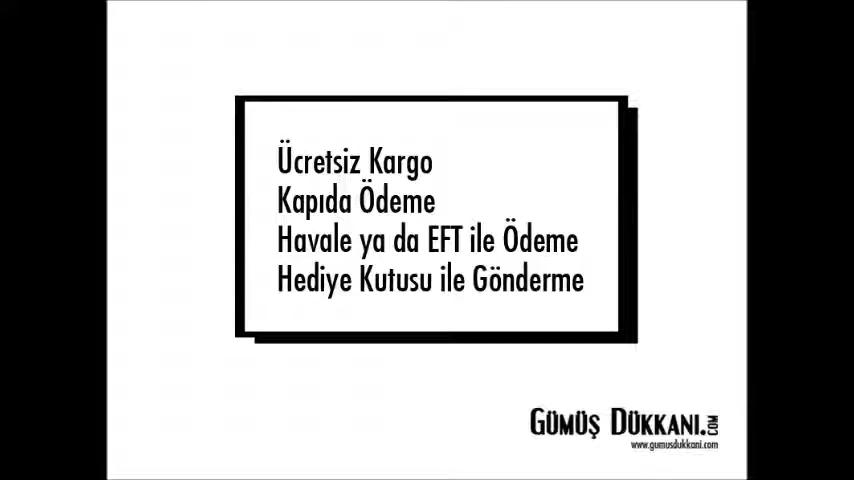 Ücretsiz Kargo
Kapıda Ödeme
Havale ya da EFT ile Ödeme
Hediye Kutusu ile Gönderme
GÜMÜŞ DÜKKANI.COM
www.gumusdukkani.com